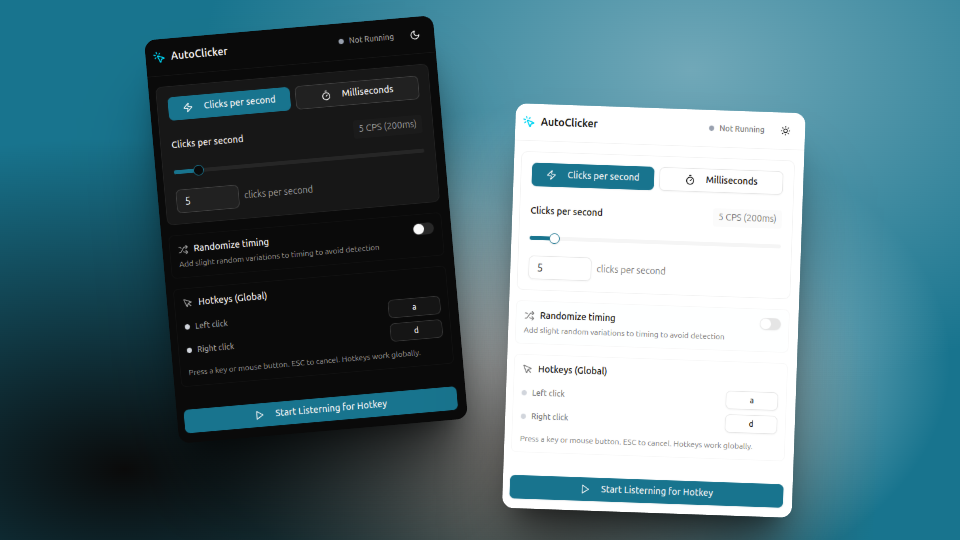 AutoClicker
Not Running
Clicks per second
Milliseconds
Clicks per second
5 CPS (200ms)
5
clicks per second
Randomize timing
Add slight random variations to timing to avoid detection
Hotkeys (Global)
Left click
a
Right click
d
Press a key or mouse button. ESC to cancel. Hotkeys work globally.
Start Listerning for Hotkey
AutoClicker
Not Running
Clicks per second
Milliseconds
Clicks per second
5 CPS (200ms)
5
clicks per second
Randomize timing
Add slight random variations to timing to avoid detection
Hotkeys (Global)
Left click
a
Right click
d
Press a key or mouse button. ESC to cancel. Hotkeys work globally.
Start Listerning for Hotkey